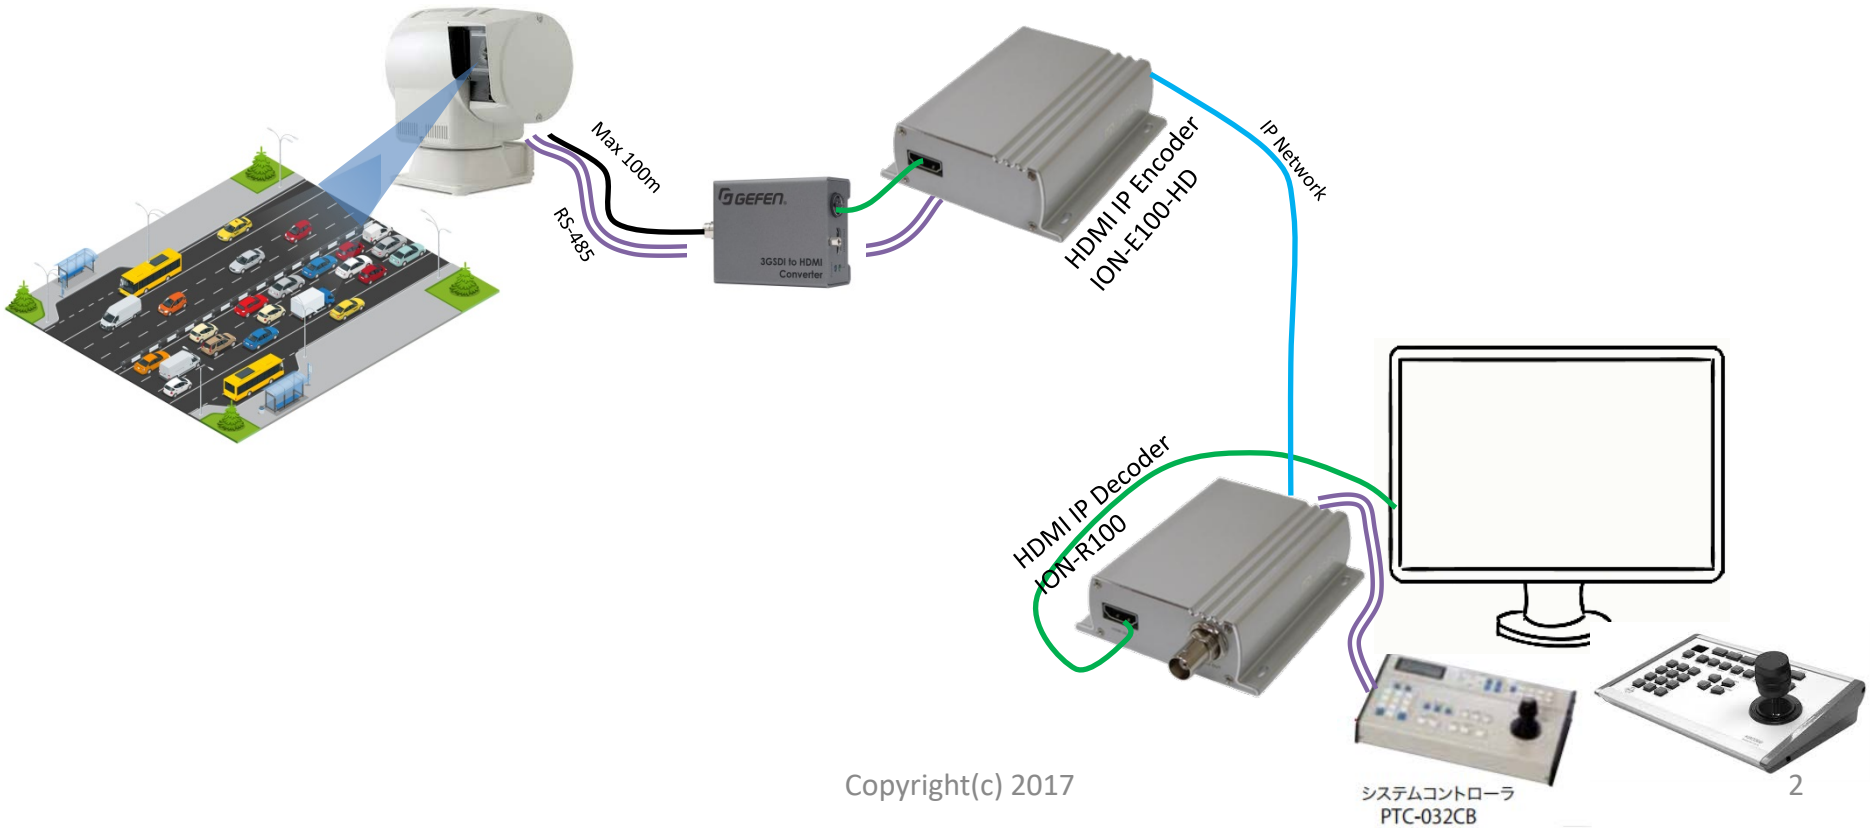 Max 100m
RS-485
GEFEN.
3GSDI to HDMI
Converter
HDMI IP Encoder
ION-E100-HD
IP Network
HDMI IP Decoder
ION-R100
システムコントローラ
PTC-032CB
Copyright(c) 2017
2